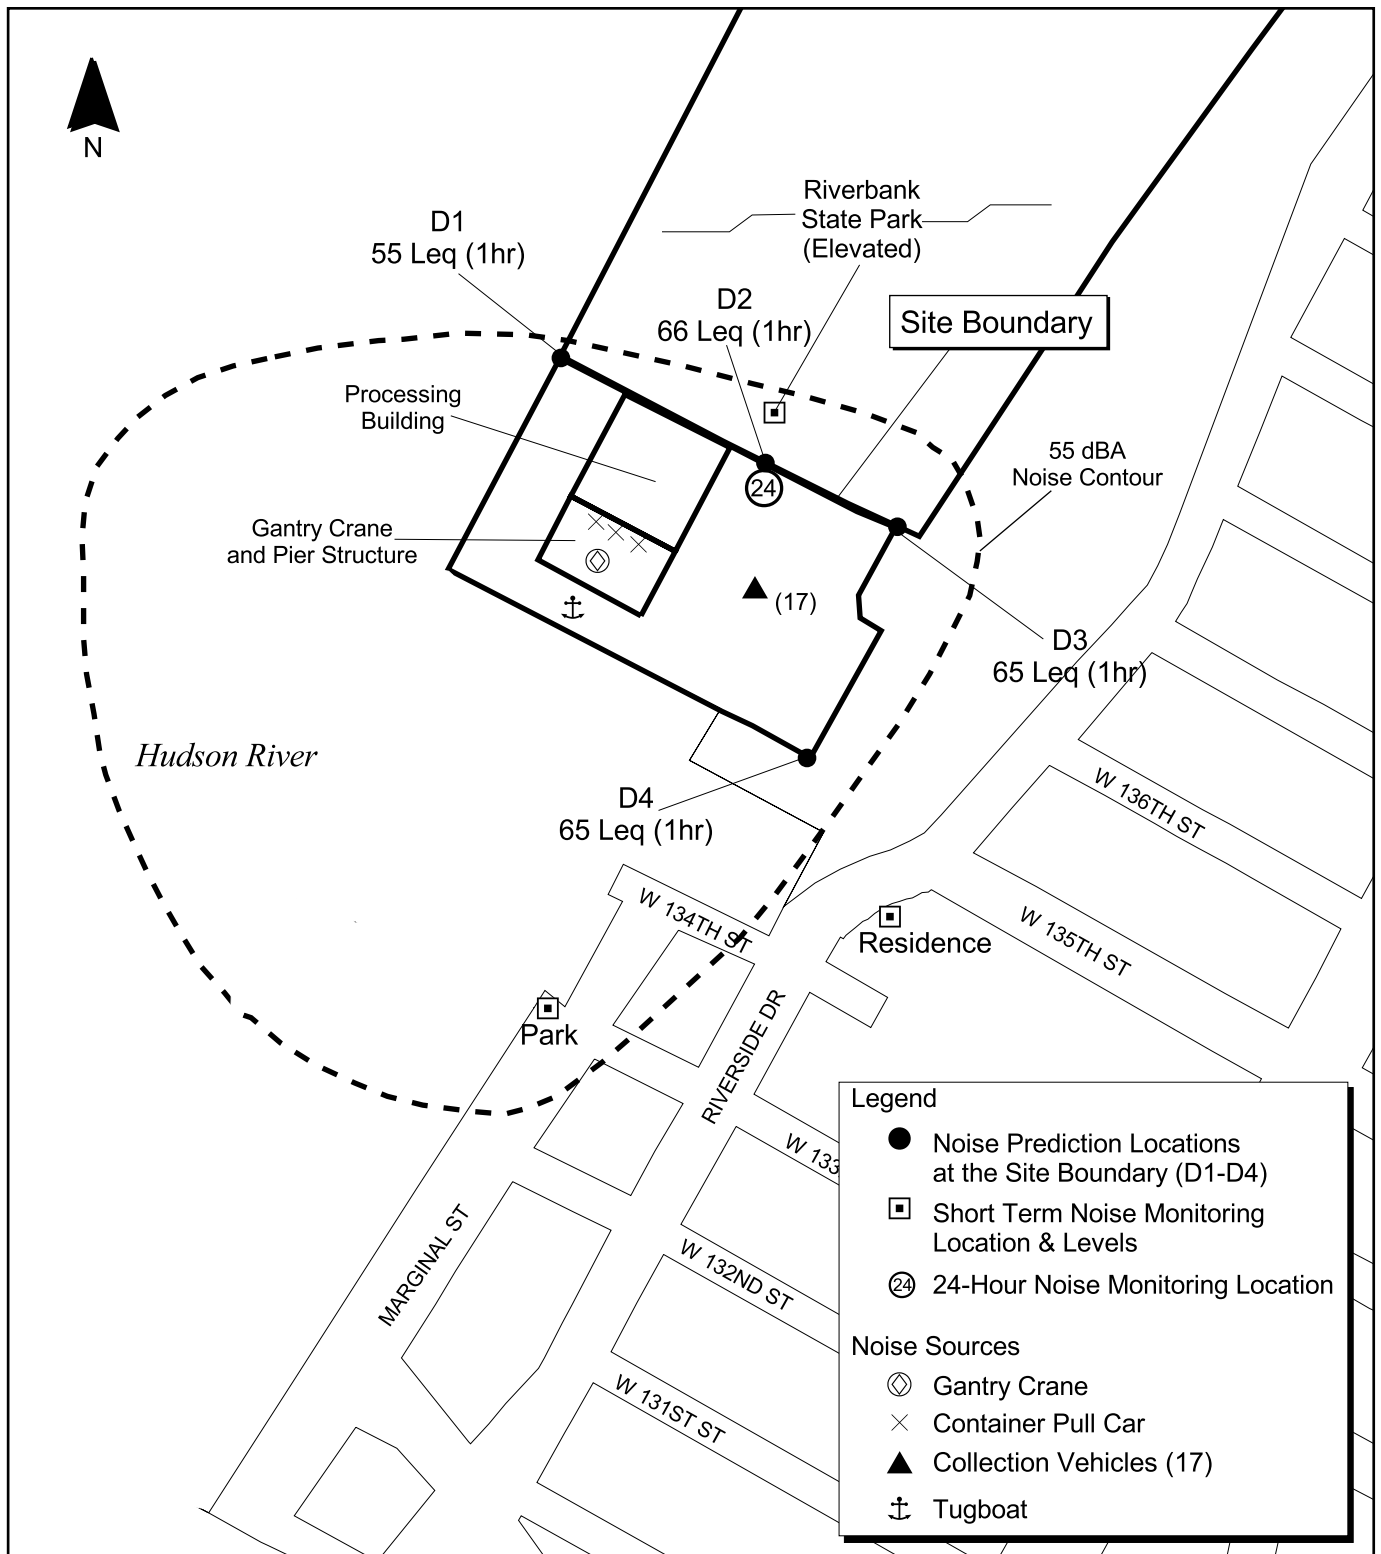 N
Riverbank
State Park
(Elevated)
D1
55 Leq (1hr)
D2
66 Leq (1hr)
Site Boundary
Processing
Building
55 dBA
Noise Contour
24
Gantry Crane
and Pier Structure
(17)
D3
65 Leq (1hr)
Hudson River
D4
65 Leq (1hr)
W 136TH ST
W 134TH ST
W 135TH ST
Residence
Park
RIVERSIDE DR
W 133
MARGINAL ST
W 132ND ST
W 131ST ST
Legend
Noise Prediction Locations
at the Site Boundary (D1-D4)
Short Term Noise Monitoring
Location & Levels
24 24-Hour Noise Monitoring Location
Noise Sources
Gantry Crane
Container Pull Car
Collection Vehicles (17)
Tugboat